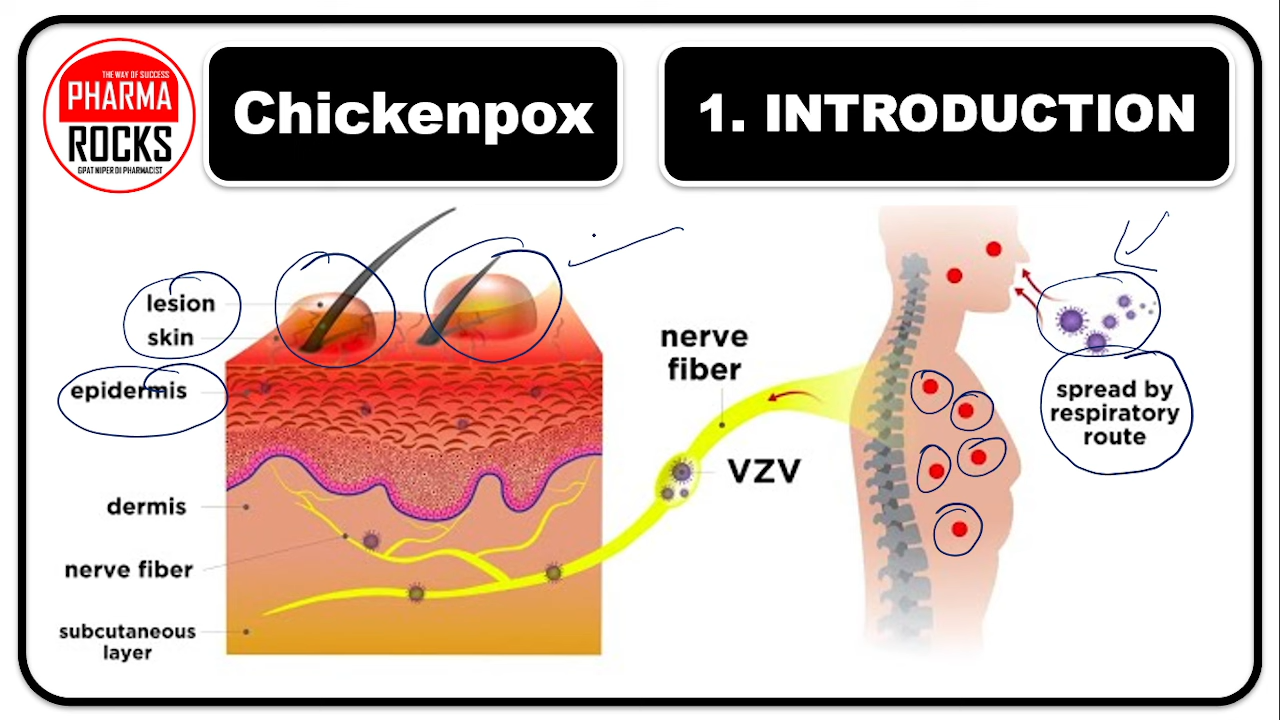 THE WAY OF SUCCESS
PHARMA
ROCKS
GPAT NIPER DI PHARMACIST
Chickenpox
1. INTRODUCTION
lesion
skin
epidermis
dermis
nerve fiber
subcutaneous
layer
nerve
fiber
VZV
spread by
respiratory
route